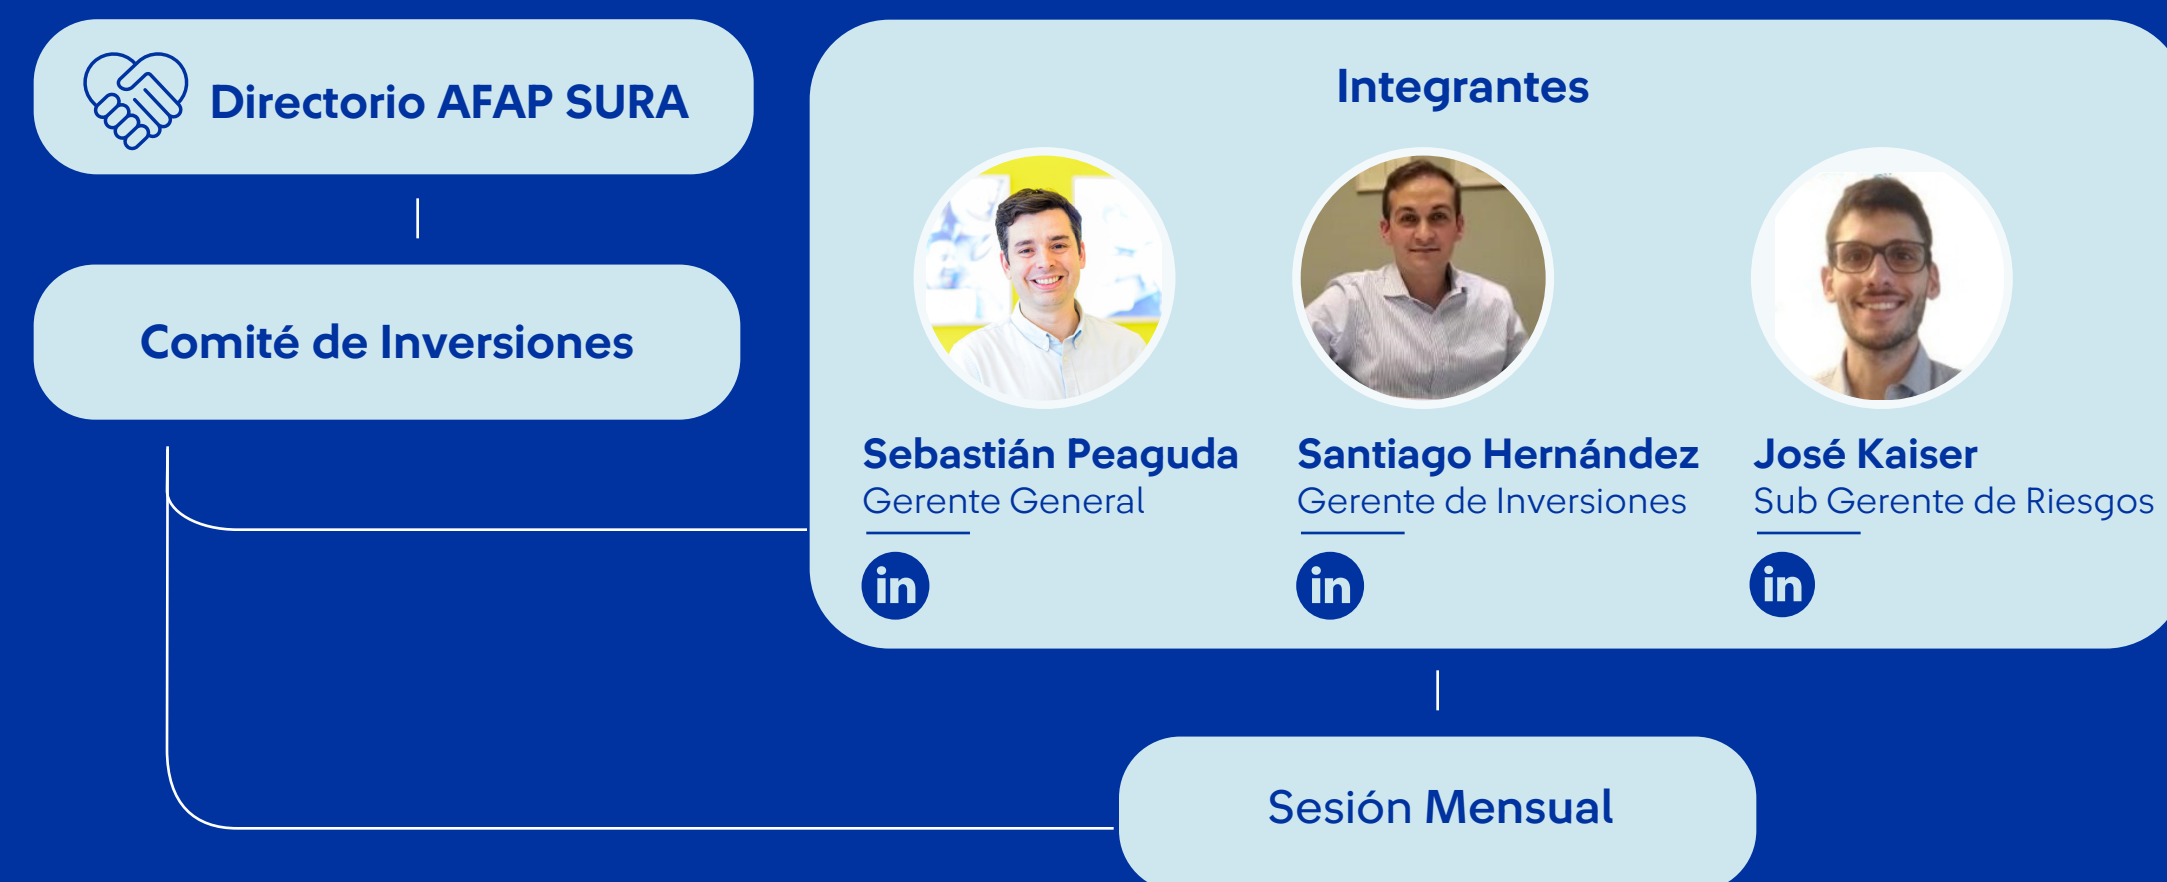 Directorio AFAP SURA
Comité de Inversiones
Integrantes
Sebastián Peaguda
Gerente General
in
Santiago Hernández
Gerente de Inversiones
in
José Kaiser
Sub Gerente de Riesgos
in
Sesión Mensual